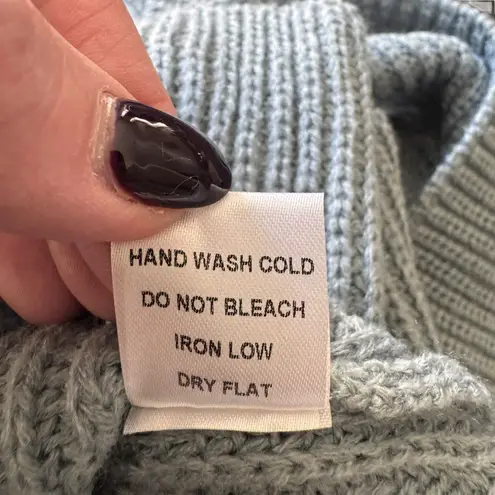 HAND WASH COLD
DO NOT BLEACH
IRON LOW
DRY FLAT